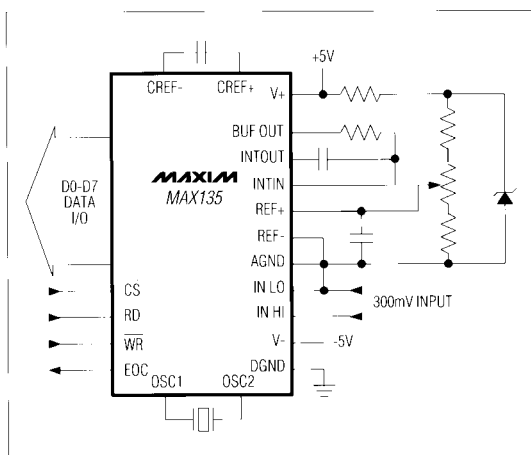 +5V
CREF- CREF+
V+
BUF OUT
INTOUT
MAXIM
MAX135
INTIN
D0-D7
DATA
I/O
REF+
REF-
AGND
CS
IN LO
300mV INPUT
RD
IN HI
WR
V- -5V
EOC
DGND
OSC1 OSC2